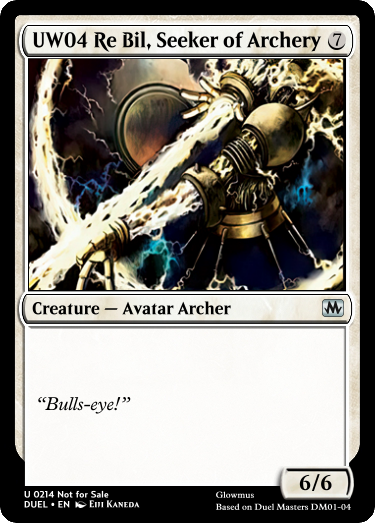 UW04 Re Bil, Seeker of Archery 7
Creature — Avatar Archer
M
“Bulls-eye!”
6/6
U 0214 Not for Sale
DUEL • EN Eiji Kaneda
Glowmus
Based on Duel Masters DM01-04